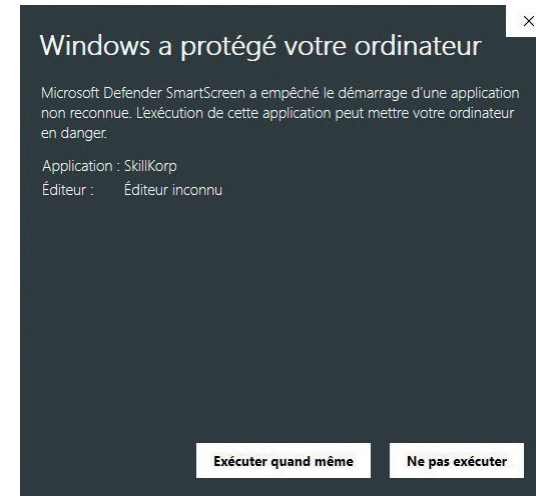 Windows a protégé votre ordinateur
Microsoft Defender SmartScreen a empêché le démarrage d'une application
non reconnue. L'exécution de cette application peut mettre votre ordinateur
en danger.
Application : SkillKorp
Éditeur : Éditeur inconnu
Exécuter quand même Ne pas exécuter